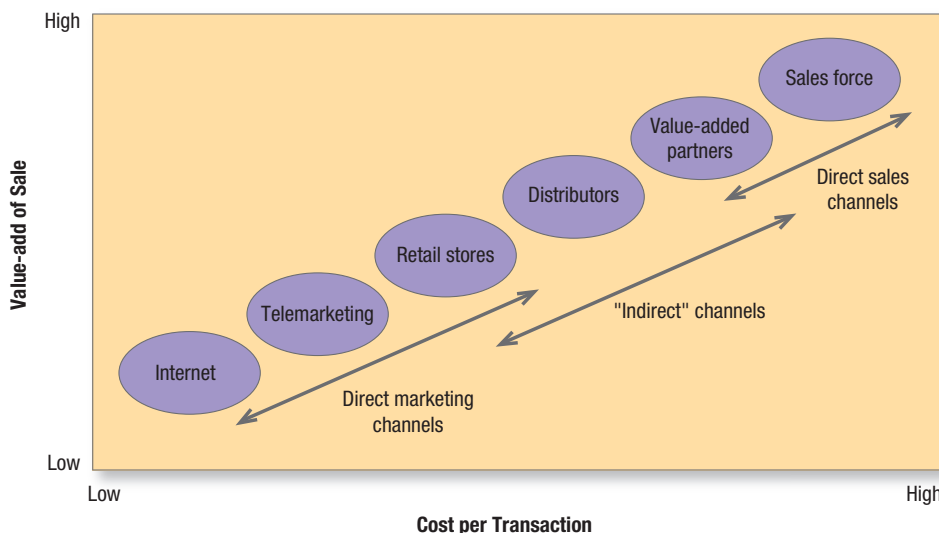 High
Sales force
Value-added
partners
Direct sales
channels
Distributors
Retail stores
"Indirect" channels
Telemarketing
Internet
Direct marketing
channels
Value-add of Sale
Low
Low
High
Cost per Transaction